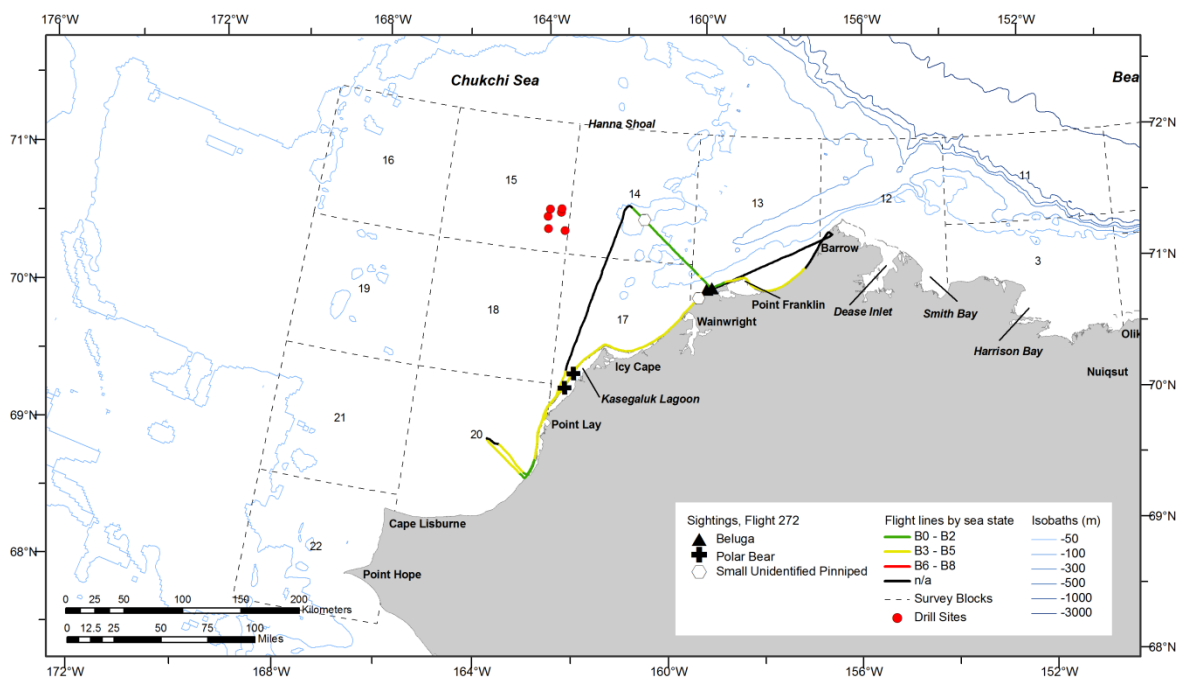 176°W 172°W 168°W 164°W 160°W 156°W 152°W
Chukchi Sea
Bea
71°N
72°N
Hanna Shoal
16
15
14
13
12
11
3
70°N
71°N
Barrow
19
18
17
Point Franklin
Dease Inlet
Smith Bay
Wainwright
Harrison Bay
Olik
Icy Cape
Nuiqsut
Kasegaluk Lagoon
69°N
70°N
21
20
Point Lay
Cape Lisburne
22
Point Hope
68°N
69°N
68°N
0 25 50 100 150 200
Kilometers
0 12.5 25 50 75 100
Miles
Sightings, Flight 272
Beluga
Polar Bear
Small Unidentified Pinniped
Flight lines by sea state
B0 - B2
B3 - B5
B6 - B8
n/a
Survey Blocks
Drill Sites
Isobaths (m)
-50
-100
-300
-500
-1000
-3000
172°W 168°W 164°W 160°W 156°W 152°W